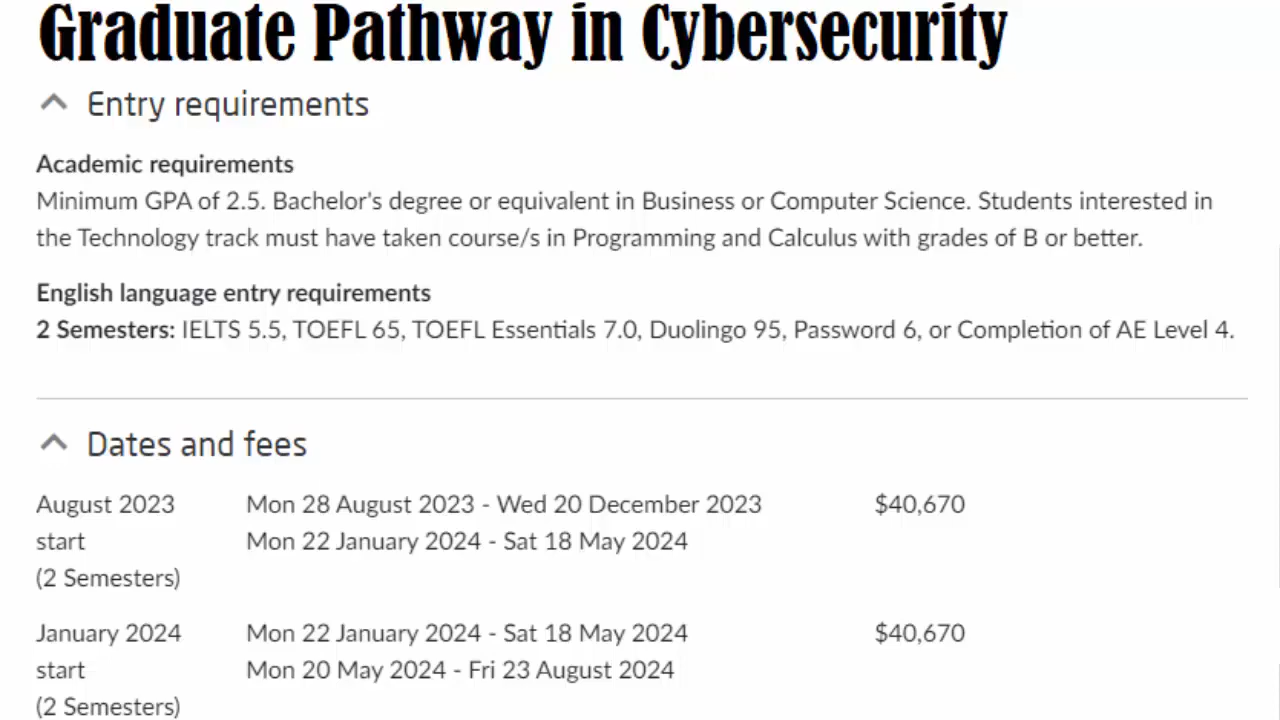 Graduate Pathway in Cybersecurity
Entry requirements
Academic requirements
Minimum GPA of 2.5. Bachelor's degree or equivalent in Business or Computer Science. Students interested in
the Technology track must have taken course/s in Programming and Calculus with grades of B or better.
English language entry requirements
2 Semesters: IELTS 5.5, TOEFL 65, TOEFL Essentials 7.0, Duolingo 95, Password 6, or Completion of AE Level 4.
Dates and fees
August 2023 Mon 28 August 2023 - Wed 20 December 2023 $40,670
start Mon 22 January 2024 - Sat 18 May 2024
(2 Semesters)
January 2024 Mon 22 January 2024 - Sat 18 May 2024 $40,670
start Mon 20 May 2024 - Fri 23 August 2024
(2 Semesters)